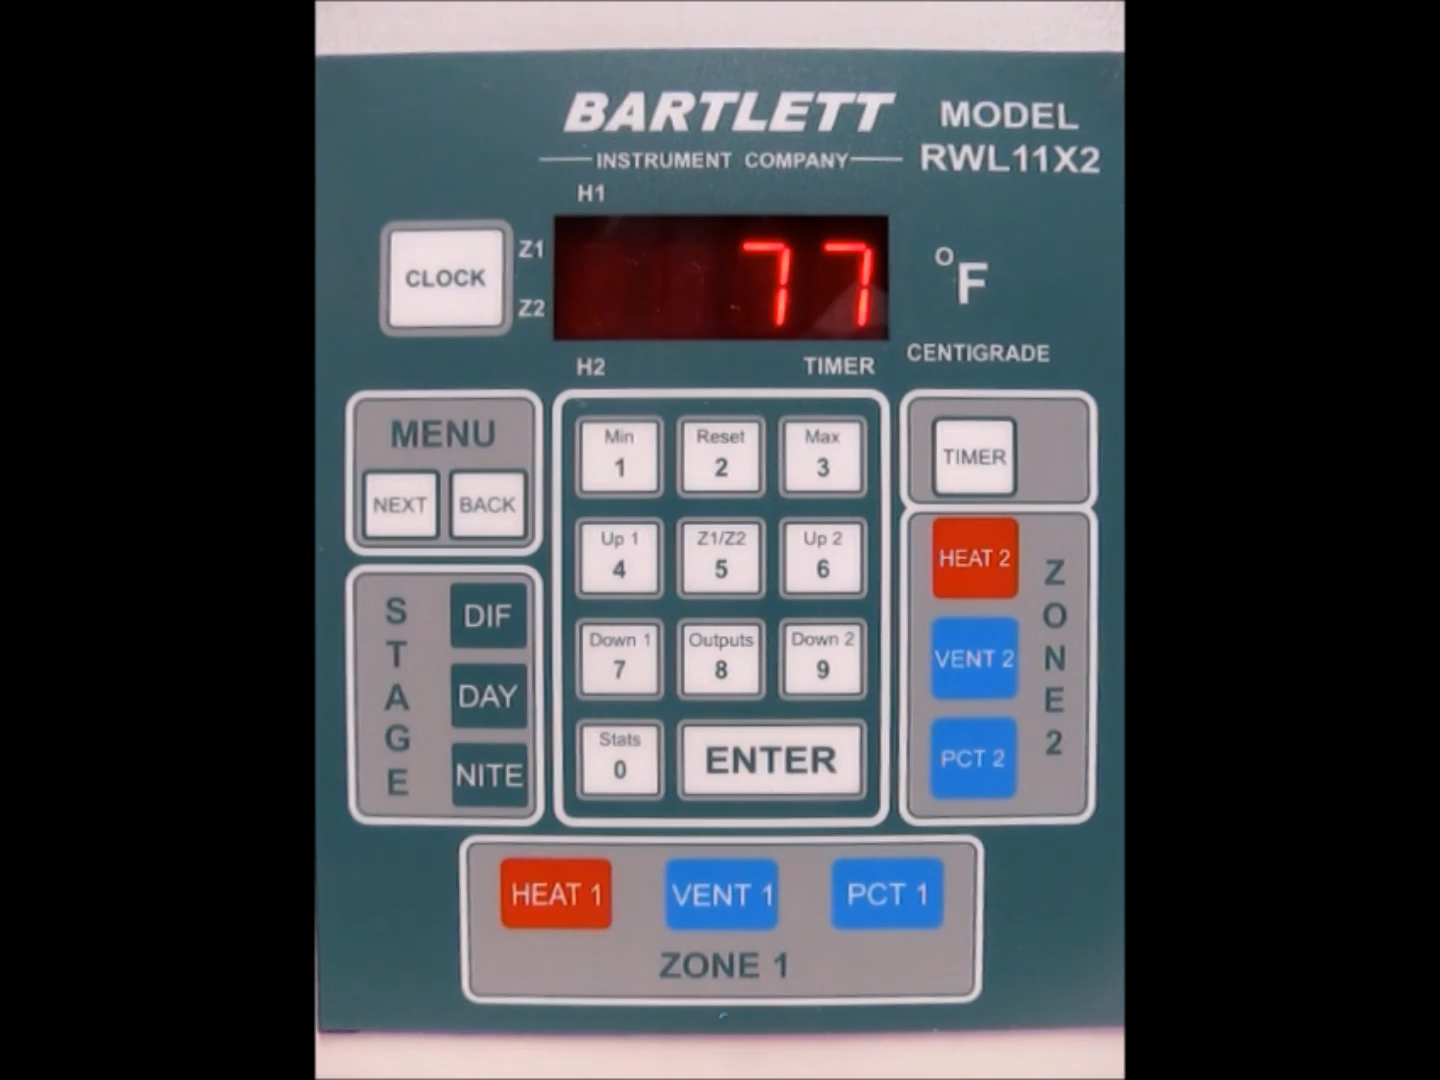 BARTLETT
INSTRUMENT COMPANY
MODEL
RWL11X2
H1
CLOCK
Z1
Z2
77
°F
H2
TIMER
CENTIGRADE
MENU
NEXT
BACK
Min
1
Reset
2
Max
3
TIMER
Up 1
4
Z1/Z2
5
Up 2
6
HEAT 2
STAGE
DIF
DAY
NITE
Down 1
7
Outputs
8
Down 2
9
VENT 2
PCT 2
ZONE 2
Stats
0
ENTER
HEAT 1
VENT 1
PCT 1
ZONE 1